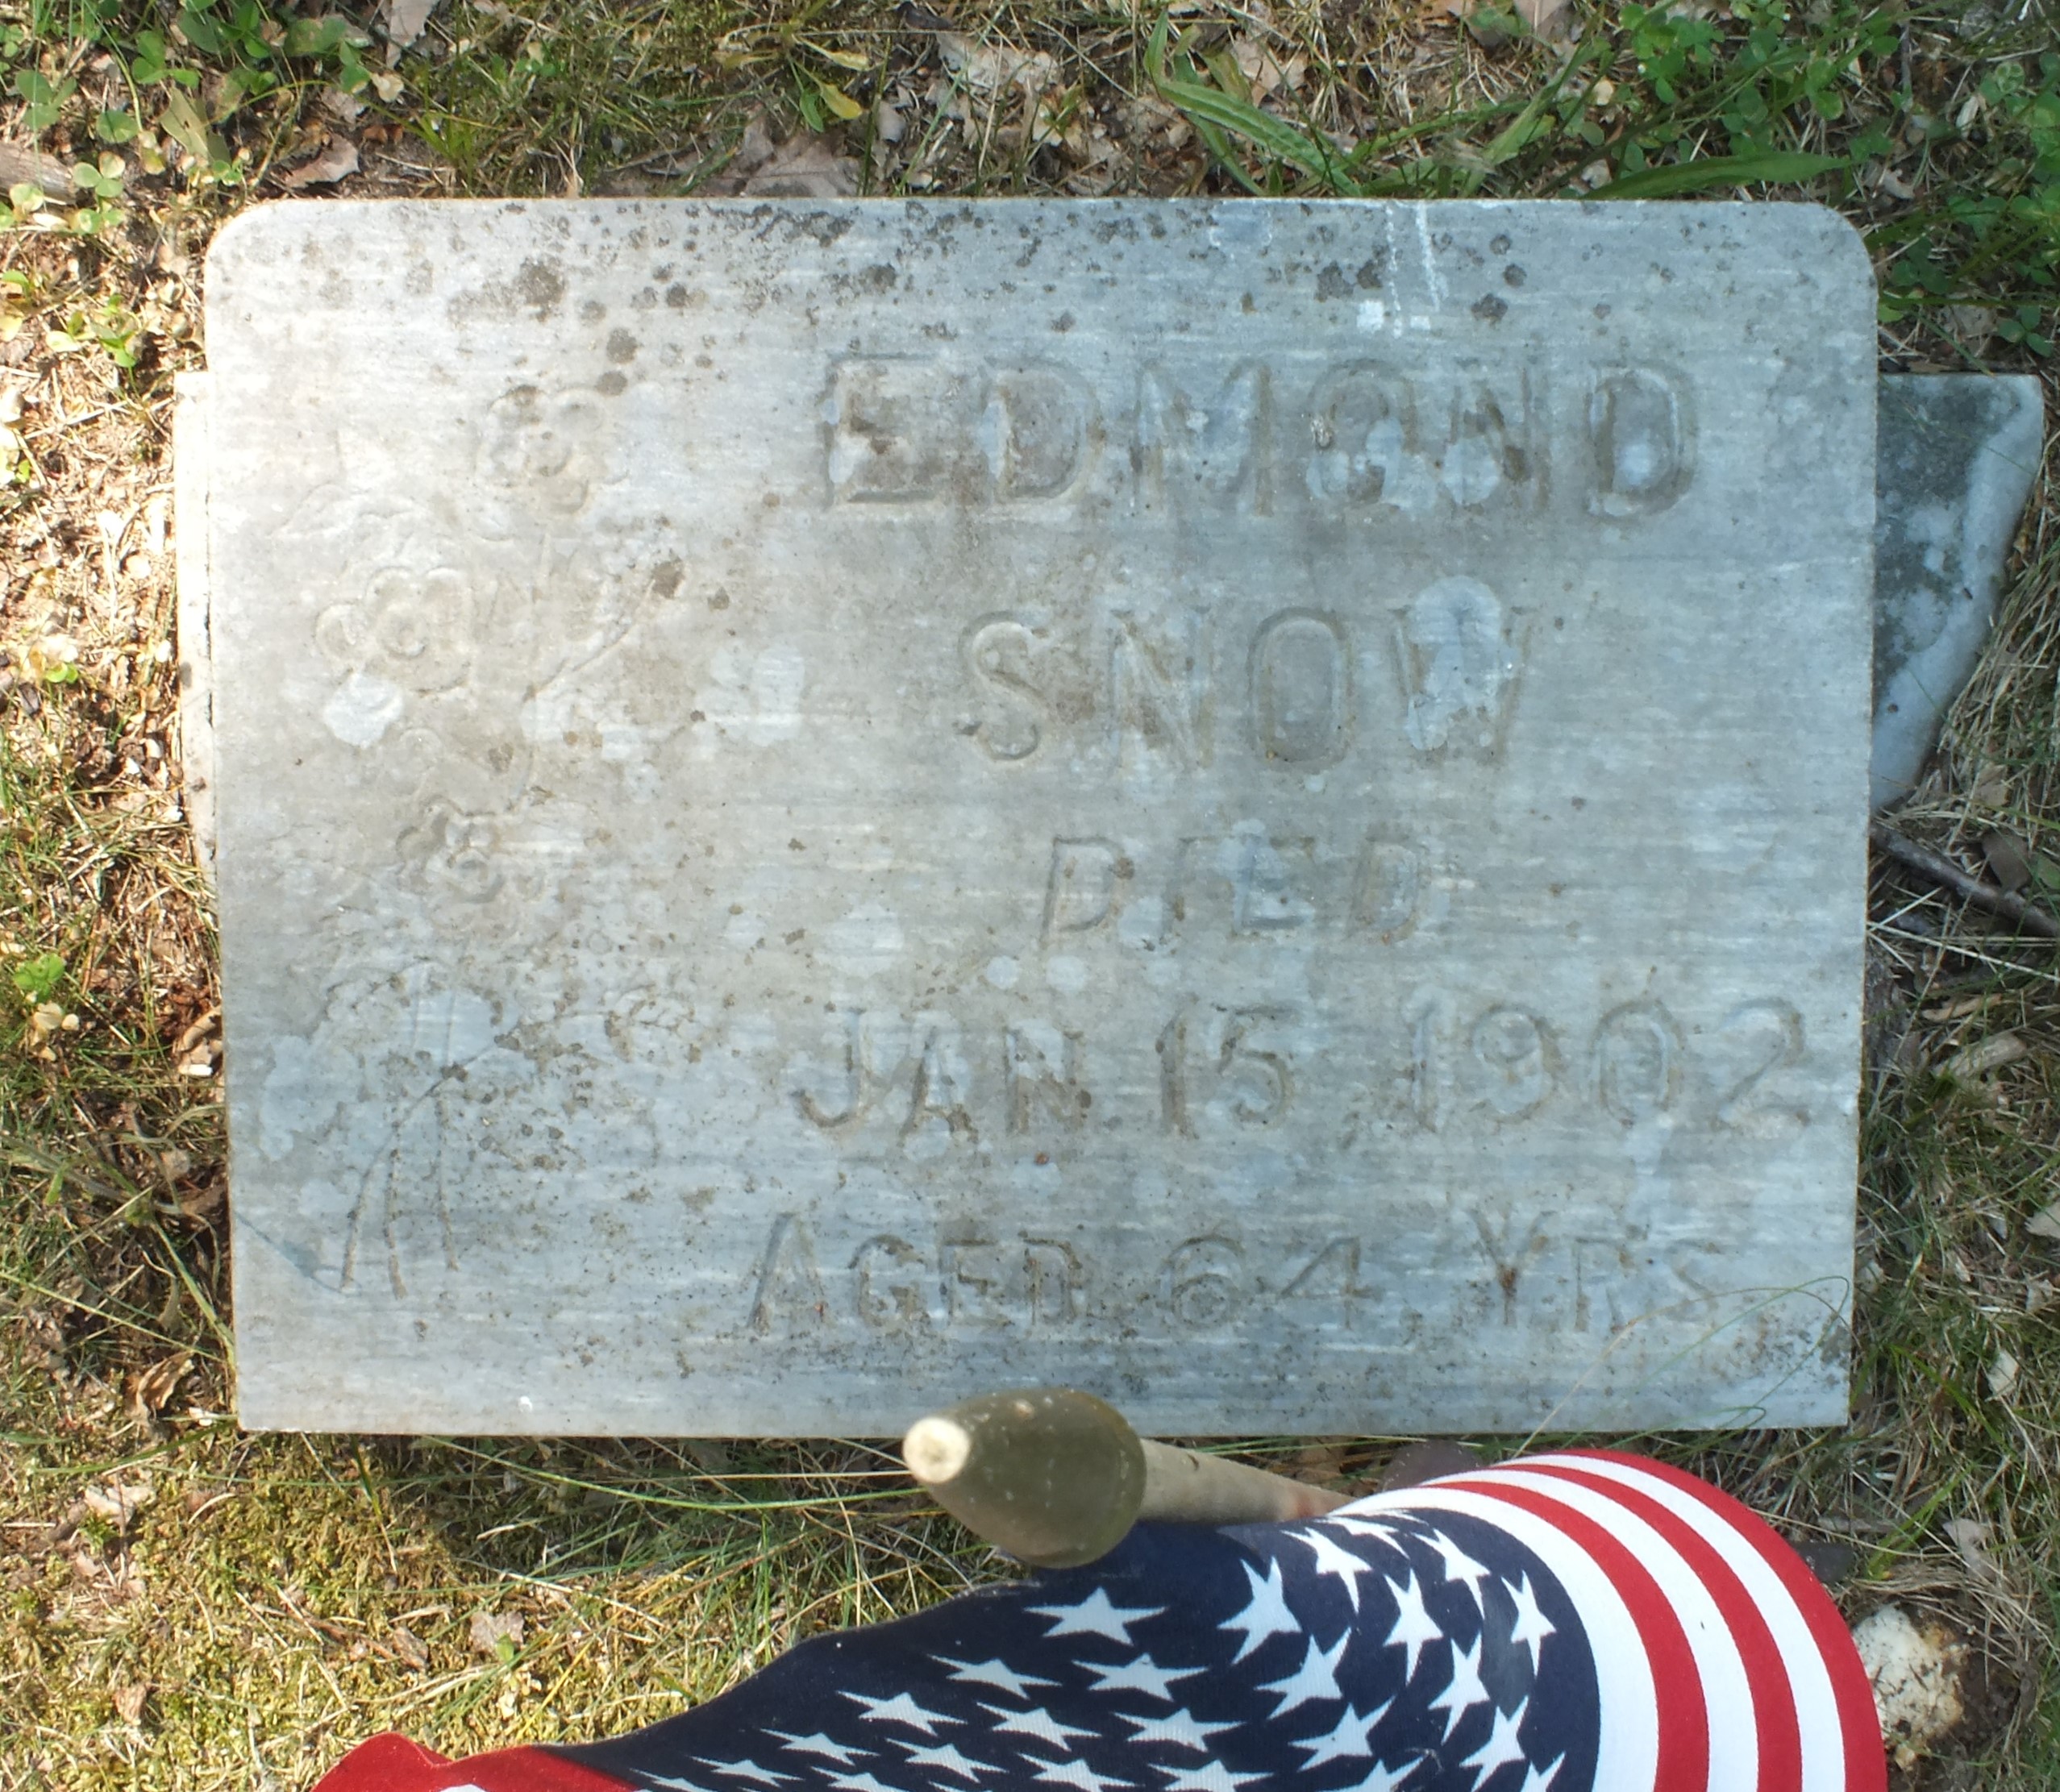 EDMOND
SNOW
DIED
JAN. 15, 1902
AGED 64 YRS.